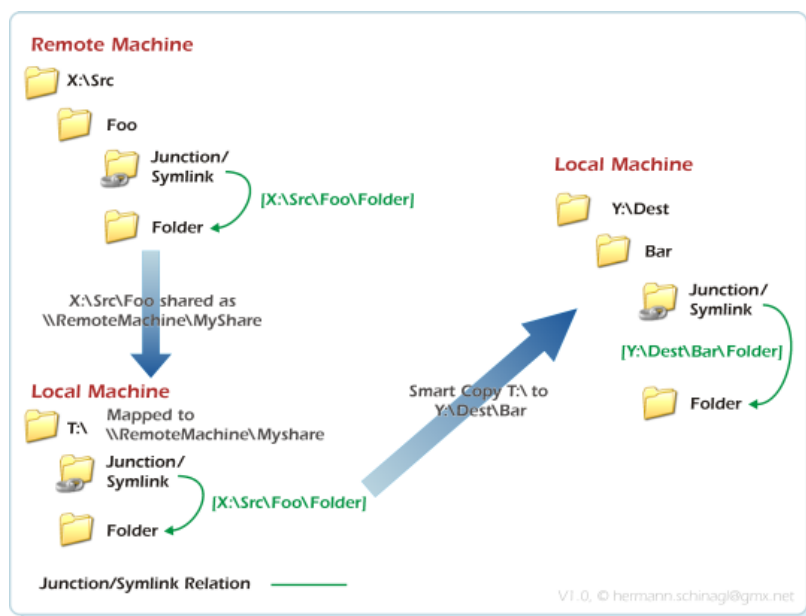 Remote Machine
X:\Src
Foo
Junction/
Symlink
[X:\Src\Foo\Folder]
Folder
X:\Src\Foo shared as
\\RemoteMachine\MyShare
Local Machine
T:\
Mapped to
\\RemoteMachine\Myshare
Junction/
Symlink
[X:\Src\Foo\Folder]
Folder
Smart Copy T:\ to
Y:\Dest\Bar
Local Machine
Y:\Dest
Bar
Junction/
Symlink
[Y:\Dest\Bar\Folder]
Folder
Junction/Symlink Relation
V1.0, © hermann.schinagl@gmx.net